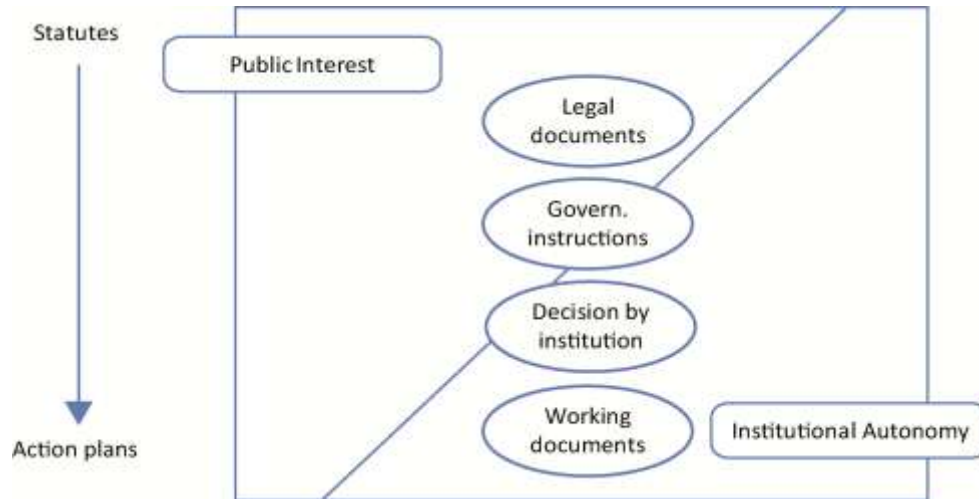 Statutes
Public Interest
Legal
documents
Govern.
instructions
Decision by
institution
Working
documents
Institutional Autonomy
Action plans